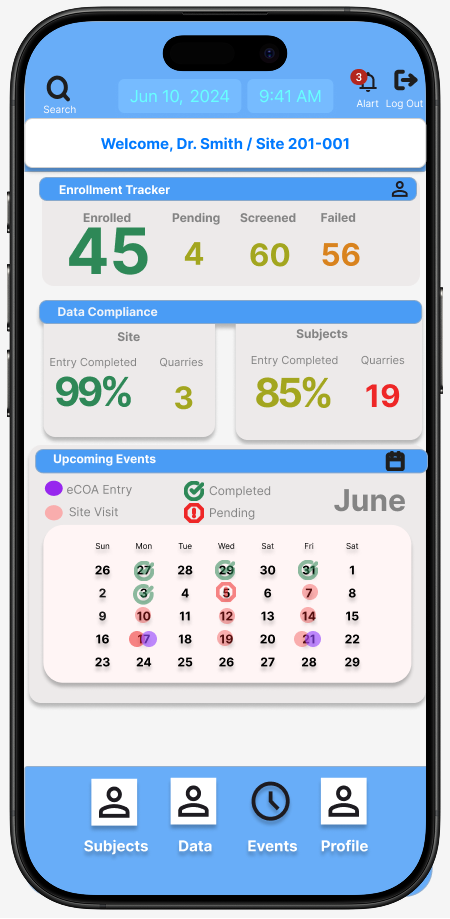 3
Jun 10, 2024 9:41 AM
Search Alart Log Out
Welcome, Dr. Smith / Site 201-001
Enrollment Tracker
Enrolled Pending Screened Failed
45 4 60 56
Data Compliance
Site Subjects
Entry Completed Quarries Entry Completed Quarries
99% 3 85% 19
Upcoming Events
eCOA Entry Completed
Site Visit Pending
June
Sun Mon Tue Wed Sat Fri Sat
26 27 28 29 30 31 1
2 3 4 5 6 7 8
9 10 11 12 13 14 15
16 17 18 19 20 21 22
23 24 25 26 27 28 29
Subjects Data Events Profile